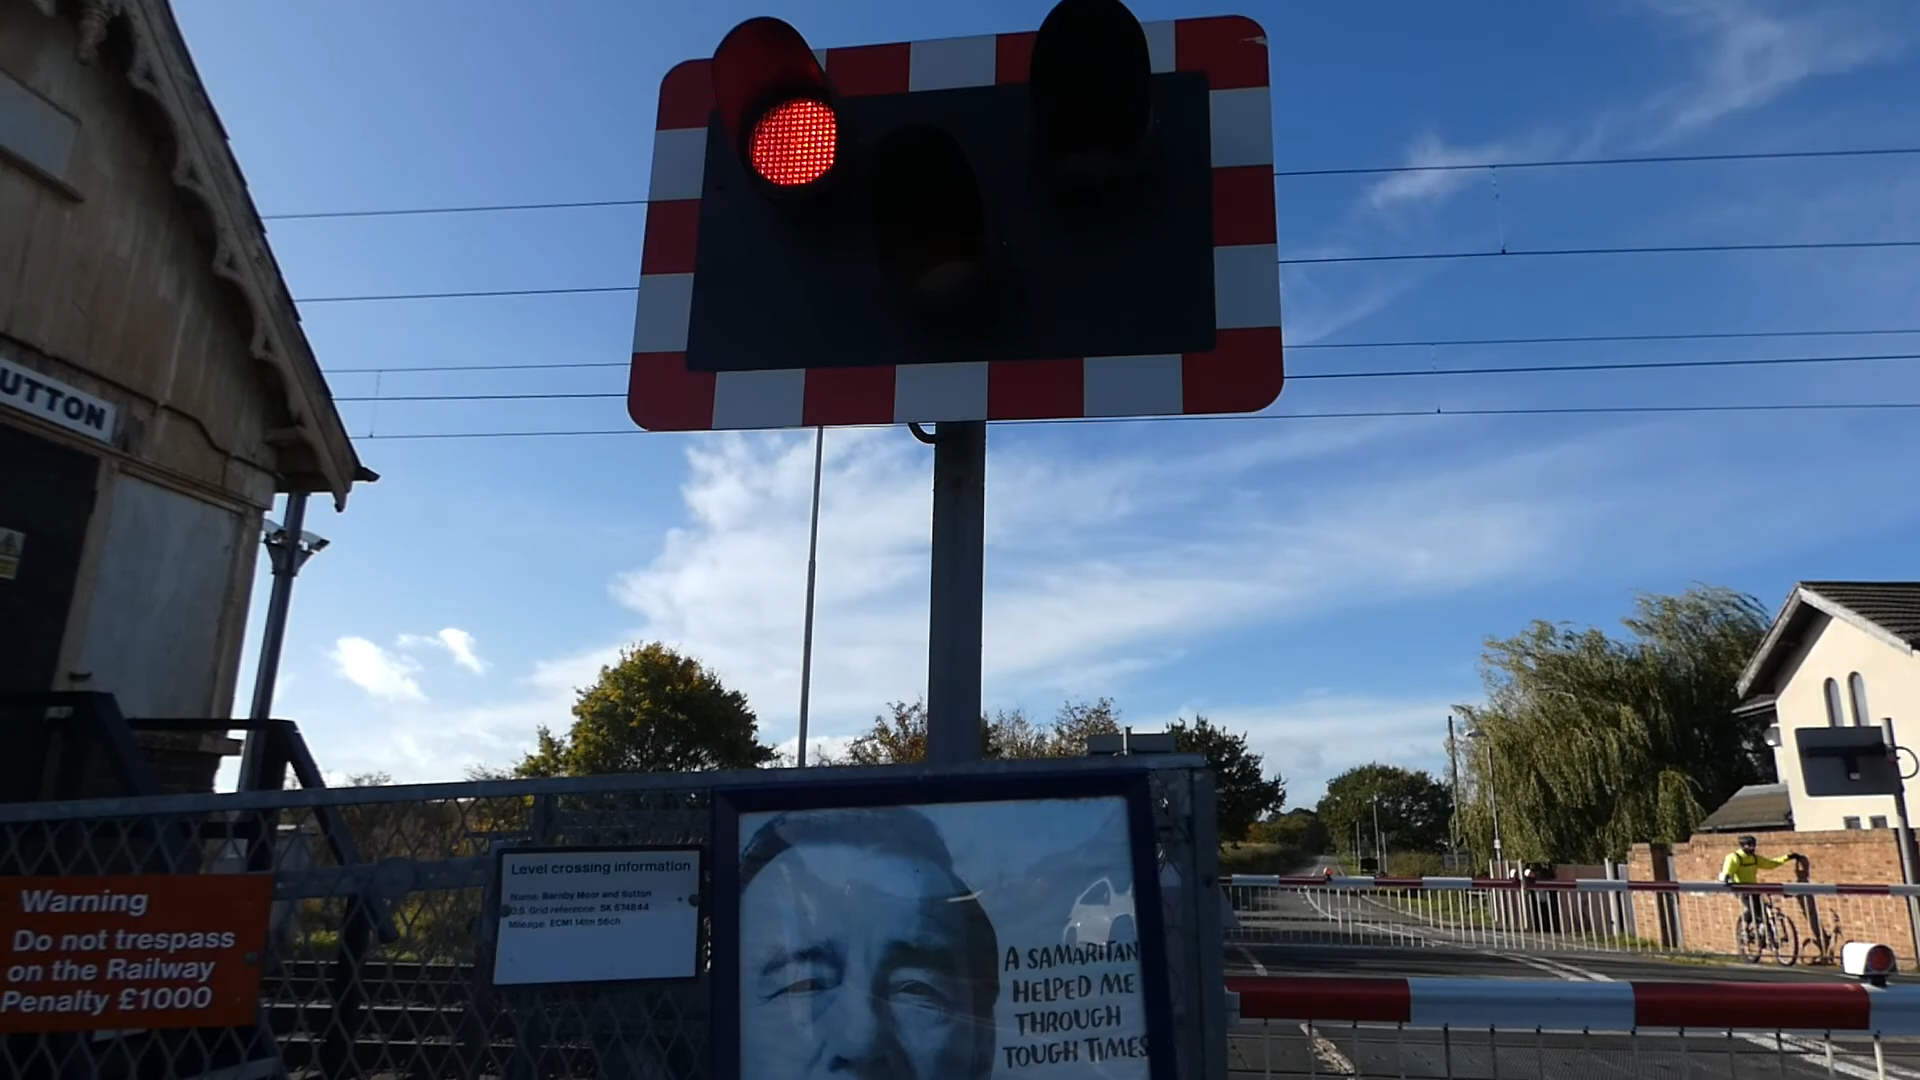 UTTON
Level crossing information
Name: Barnby Moor and Sutton
O.S. Grid reference: SK 674844
Mileage: ECM1 141m 56ch
Warning
Do not trespass
on the Railway
Penalty £1000
A SAMARITAN
HELPED ME
THROUGH
TOUGH TIMES